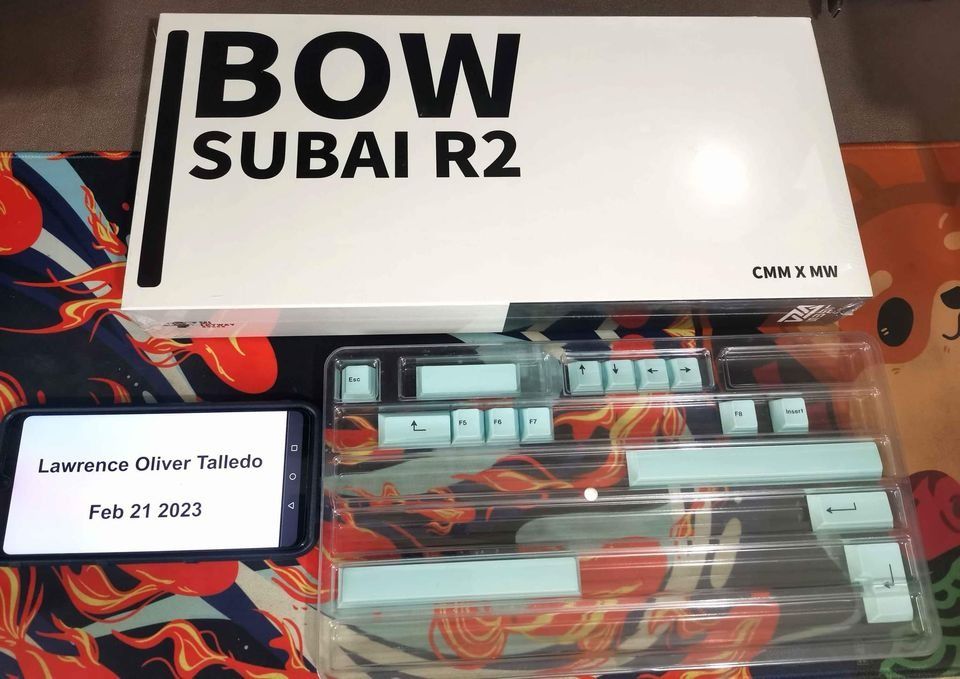 BOW
SUBAI R2
CMM X MW
Esc
↑ ↓ ← →
F5 F6 F7
F8 Insert
Lawrence Oliver Talledo
Feb 21 2023